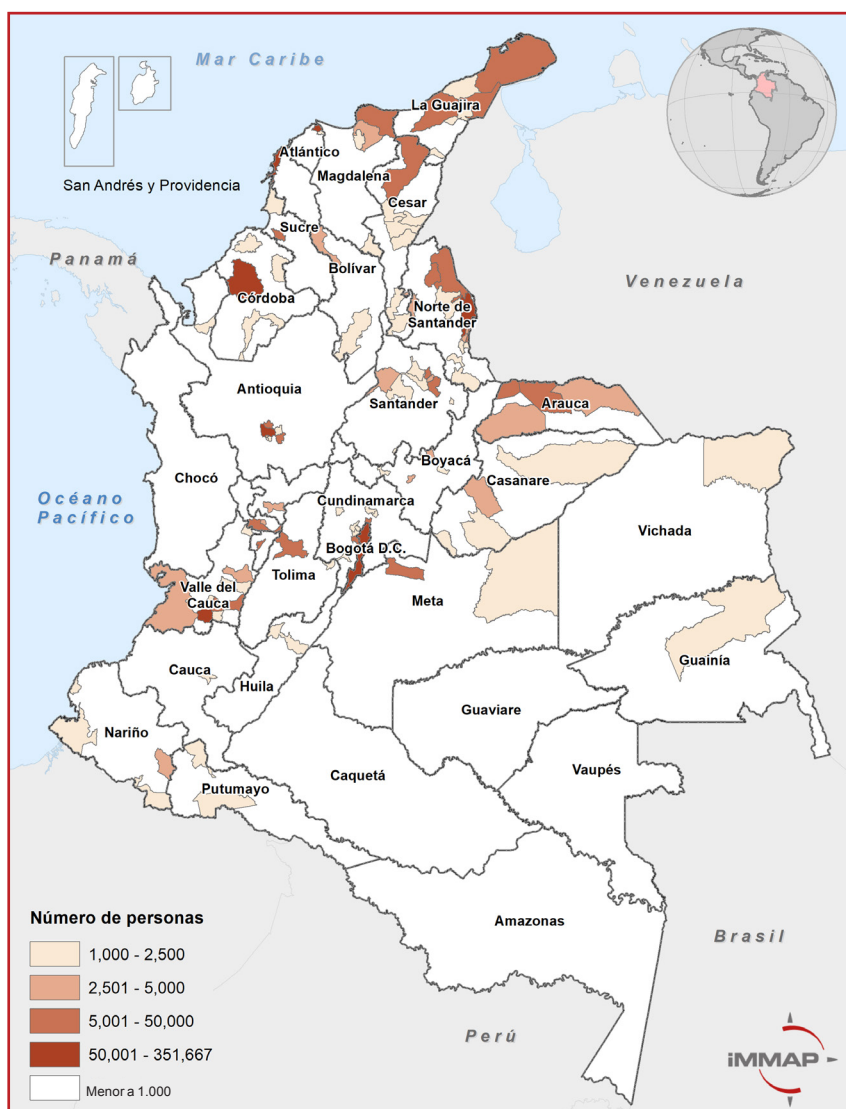 Mar Caribe
La Guajira
San Andrés y Providencia
Atlántico
Magdalena
Cesar
Panamá
Sucre
Bolívar
Venezuela
Córdoba
Norte de
Santander
Antioquia
Santander
Arauca
Boyacá
Chocó
Casanare
Océano
Pacífico
Cundinamarca
Vichada
Bogotá D.C.
Tolima
Valle del
Cauca
Meta
Guainía
Cauca
Huila
Guaviare
Nariño
Vaupés
Caquetá
Putumayo
Número de personas
1,000 - 2,500
2,501 - 5,000
5,001 - 50,000
50,001 - 351,667
Menor a 1.000
Amazonas
Brasil
Perú
iMMAP